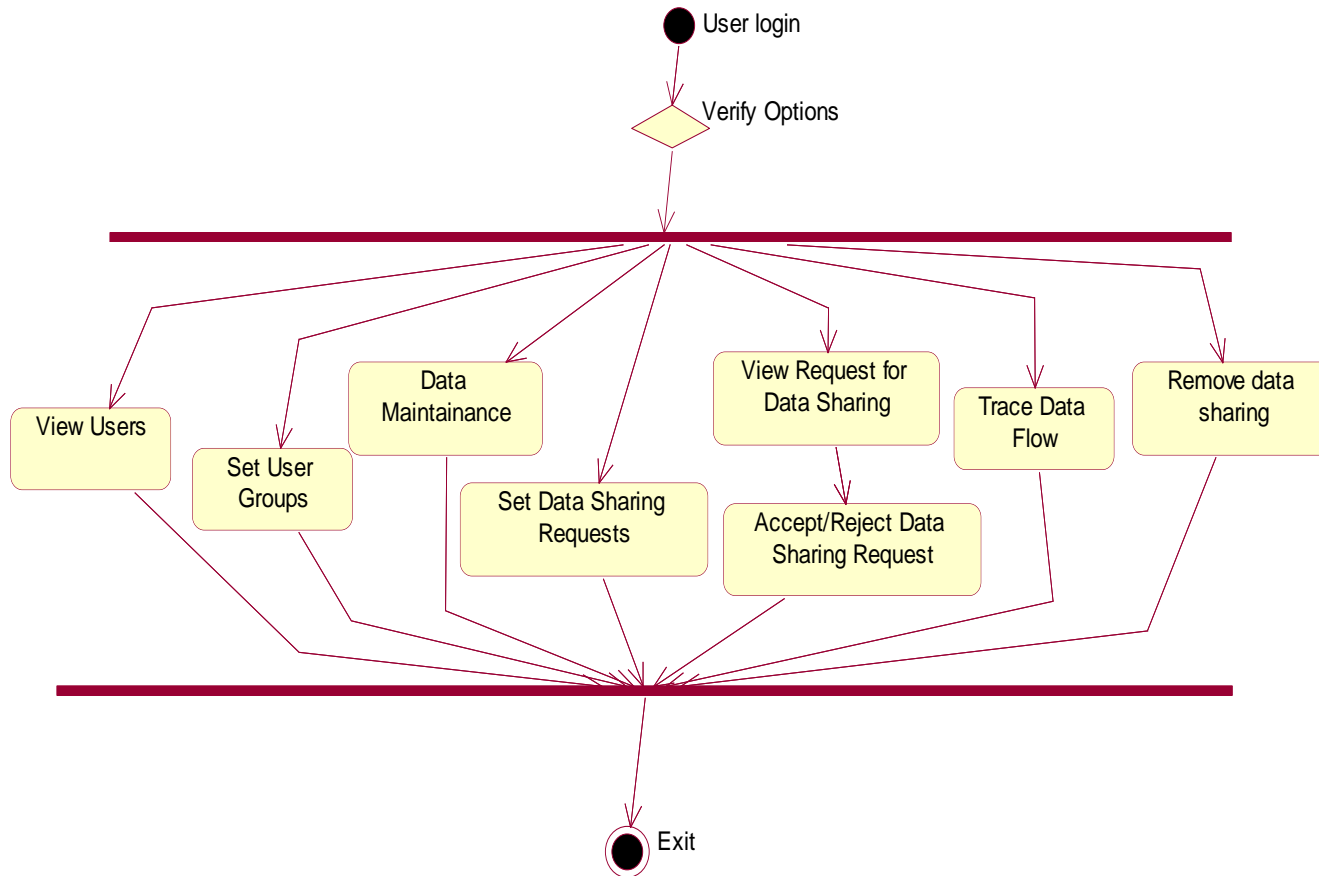 User login
Verify Options
View Users
Set User
Groups
Data
Maintainance
Set Data Sharing
Requests
View Request for
Data Sharing
Accept/Reject Data
Sharing Request
Trace Data
Flow
Remove data
sharing
Exit